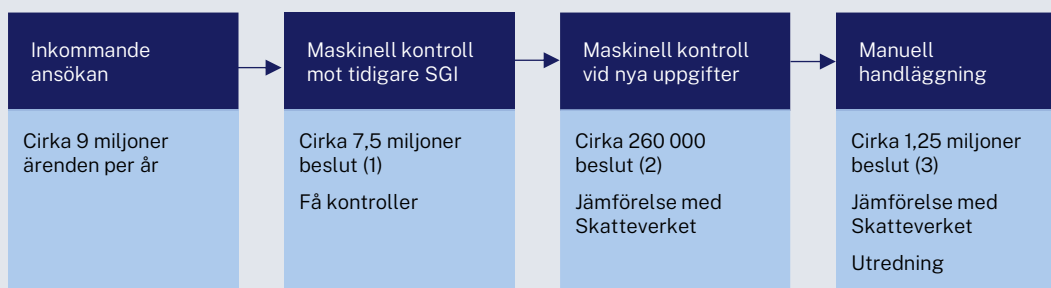 Inkommande
ansökan
Cirka 9 miljoner
ärenden per år
Maskinell kontroll
mot tidigare SGI
Cirka 7,5 miljoner
beslut (1)
Få kontroller
Maskinell kontroll
vid nya uppgifter
Cirka 260 000
beslut (2)
Jämförelse med
Skatteverket
Manuell
handläggning
Cirka 1,25 miljoner
beslut (3)
Jämförelse med
Skatteverket
Utredning